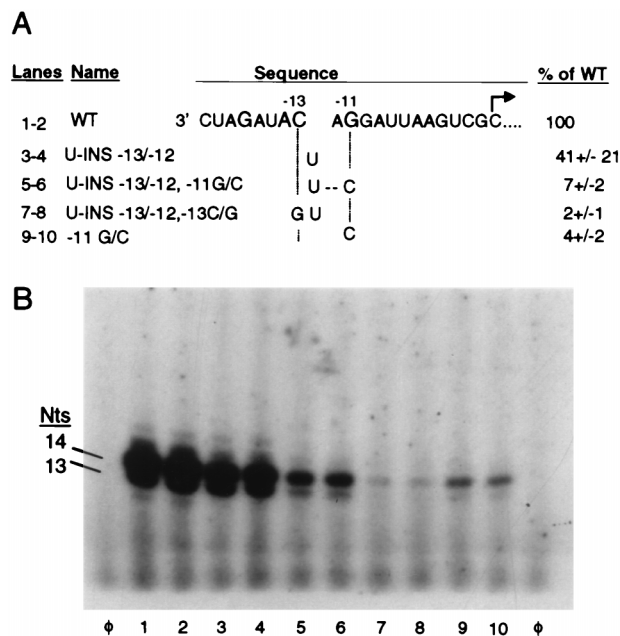 A
Lanes Name Sequence % of WT
-13 -11
1-2 WT 3' CUAGAUAC AGGAUUAAGUCGC.... 100
3-4 U-INS -13/-12 U 41+/- 21
5-6 U-INS -13/-12, -11G/C U -- C 7+/-2
7-8 U-INS -13/-12,-13C/G G U 2+/-1
9-10 -11 G/C C 4+/-2
B
Nts
14
13
ϕ 1 2 3 4 5 6 7 8 9 10 ϕ